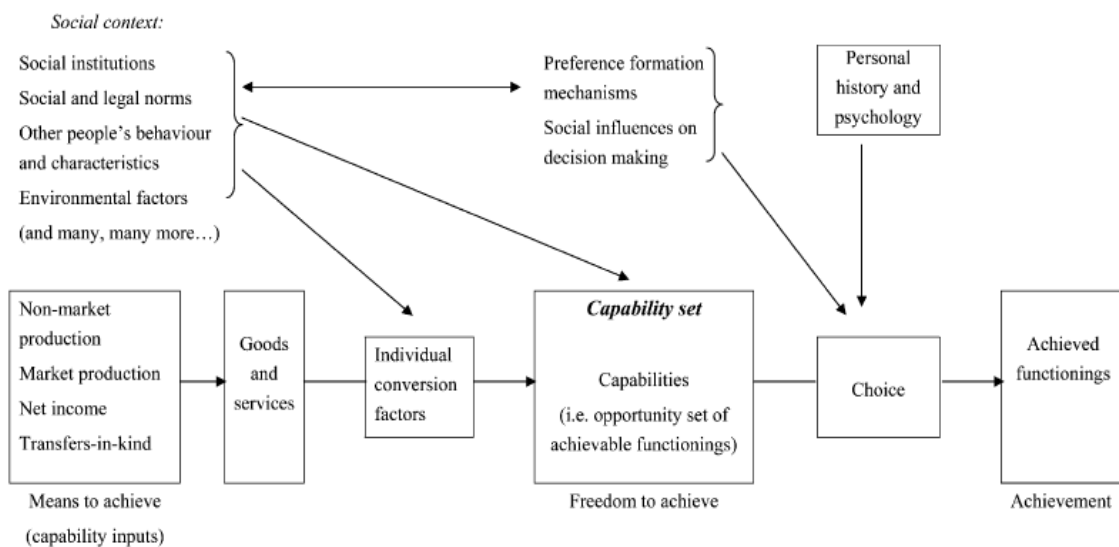 Social context:
Social institutions
Social and legal norms
Other people's behaviour
and characteristics
Environmental factors
(and many, many more…)
Preference formation
mechanisms
Social influences on
decision making
Personal
history and
psychology
Non-market
production
Market production
Net income
Transfers-in-kind
Means to achieve
(capability inputs)
Goods
and
services
Individual
conversion
factors
Capability set
Capabilities
(i.e. opportunity set of
achievable functionings)
Freedom to achieve
Choice
Achieved
functionings
Achievement